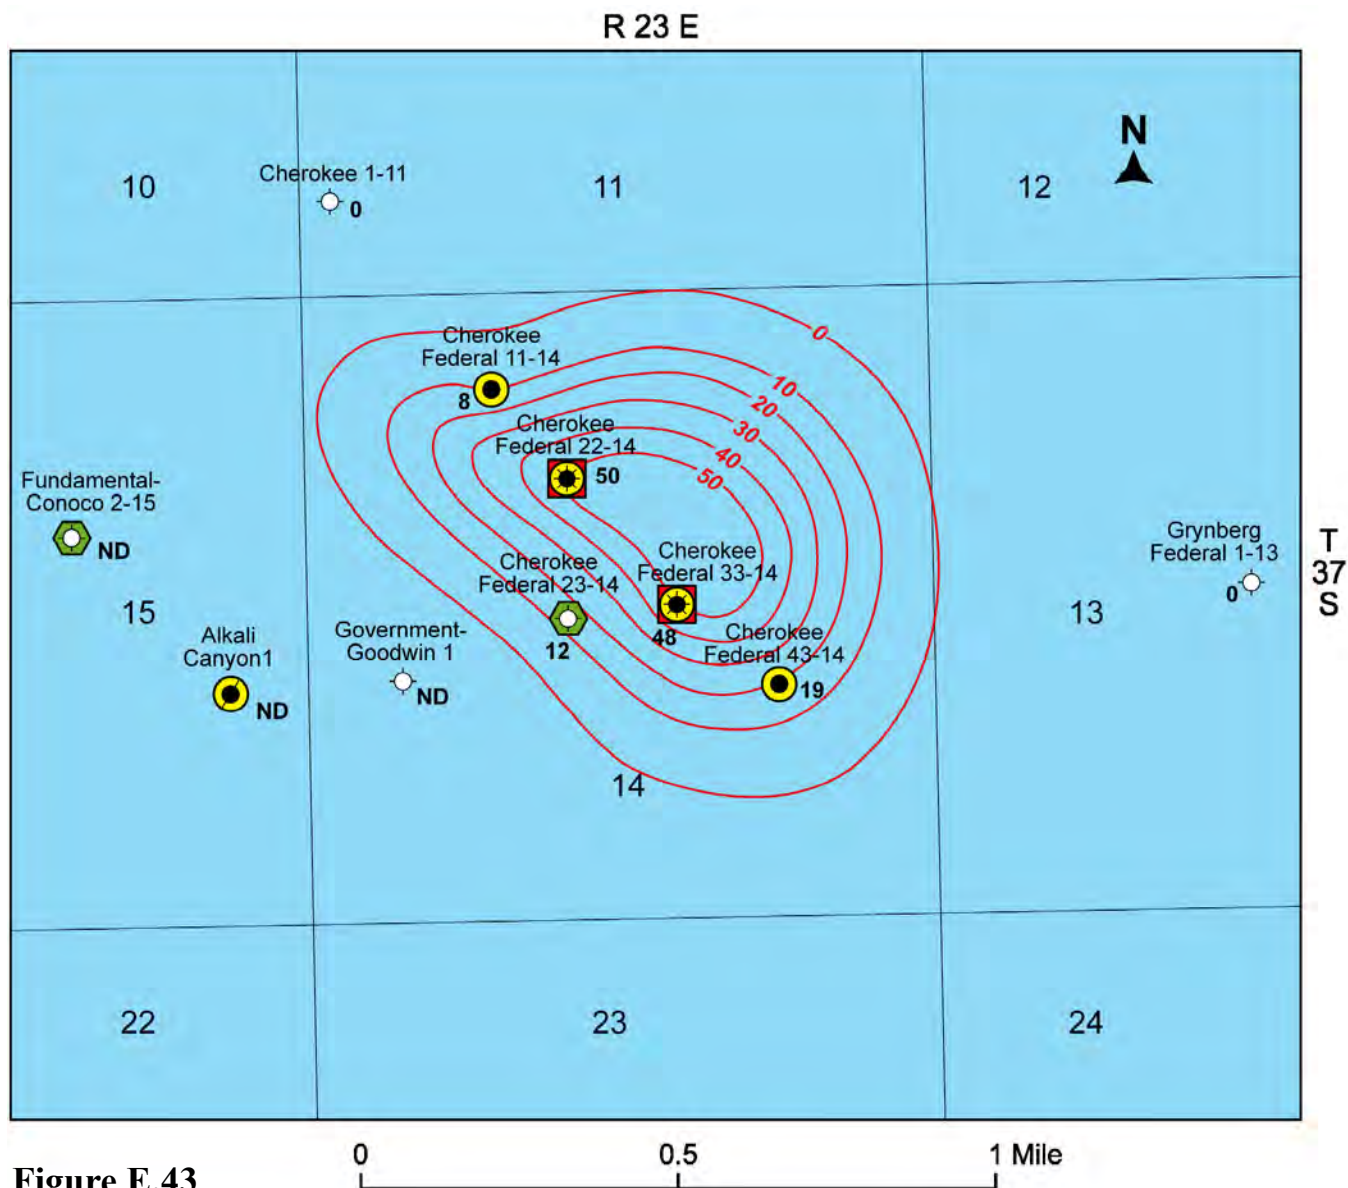 R 23 E
N
10
Cherokee 1-11
0
11
12
0
Cherokee
Federal 11-14
8
10
20
30
40
50
Cherokee
Federal 22-14
50
Fundamental-
Conoco 2-15
ND
15
Cherokee
Federal 23-14
12
Cherokee
Federal 33-14
48
Grynberg
Federal 1-13
0
13
T
37
S
Alkali
Canyon1
ND
Government-
Goodwin 1
ND
Cherokee
Federal 43-14
19
14
22
23
24
0 0.5 1 Mile
Figure E.43